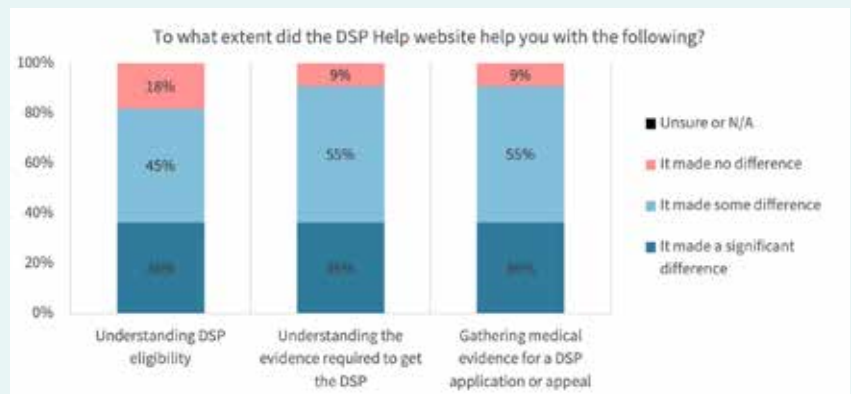 To what extent did the DSP Help website help you with the following?
100%
80%
60%
40%
20%
0%
18%
45%
36%
9%
55%
36%
9%
55%
36%
Understanding DSP
eligibility
Understanding the
evidence required to get
the DSP
Gathering medical
evidence for a DSP
application or appeal
Unsure or N/A
It made no difference
It made some difference
It made a significant
difference